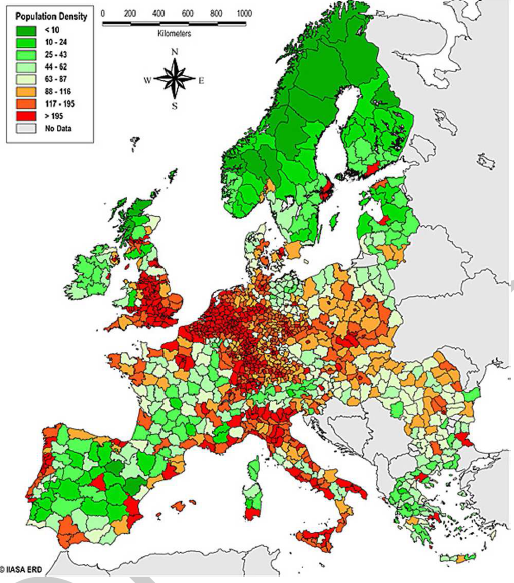 Population Density
< 10
10 - 24
25 - 43
44 - 62
63 - 87
88 - 116
117 - 195
> 195
No Data
200 0 200 400 600 800 1000
Kilometers
N
W E
S
© IIASA ERD